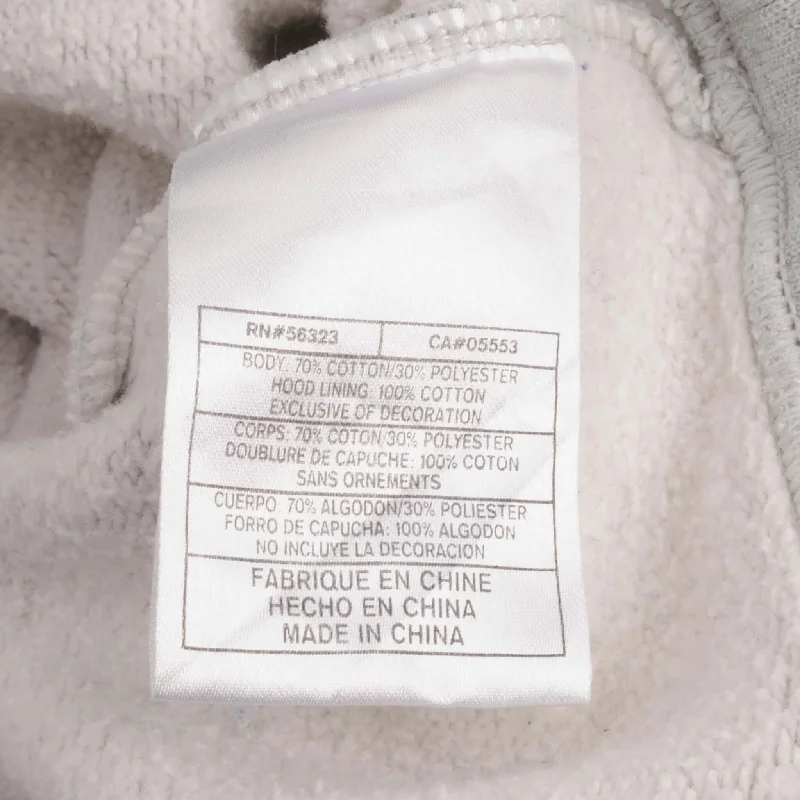 RN#56323 CA#05553
BODY: 70% COTTON/30% POLYESTER
HOOD LINING: 100% COTTON
EXCLUSIVE OF DECORATION
CORPS: 70% COTON/30% POLYESTER
DOUBLURE DE CAPUCHE: 100% COTON
SANS ORNEMENTS
CUERPO: 70% ALGODON/30% POLIESTER
FORRO DE CAPUCHA: 100% ALGODON
NO INCLUYE LA DECORACION
FABRIQUE EN CHINE
HECHO EN CHINA
MADE IN CHINA